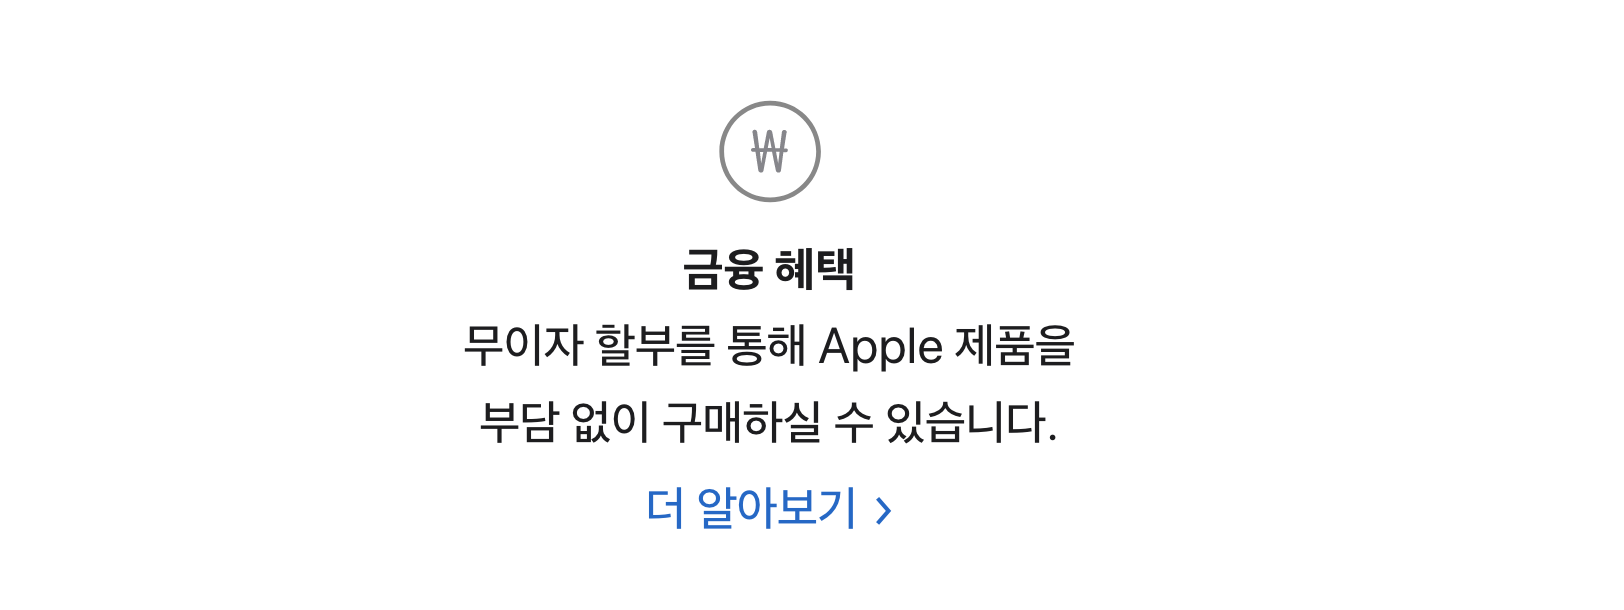 ₩
금융 혜택
무이자 할부를 통해 Apple 제품을
부담 없이 구매하실 수 있습니다.
더 알아보기 >